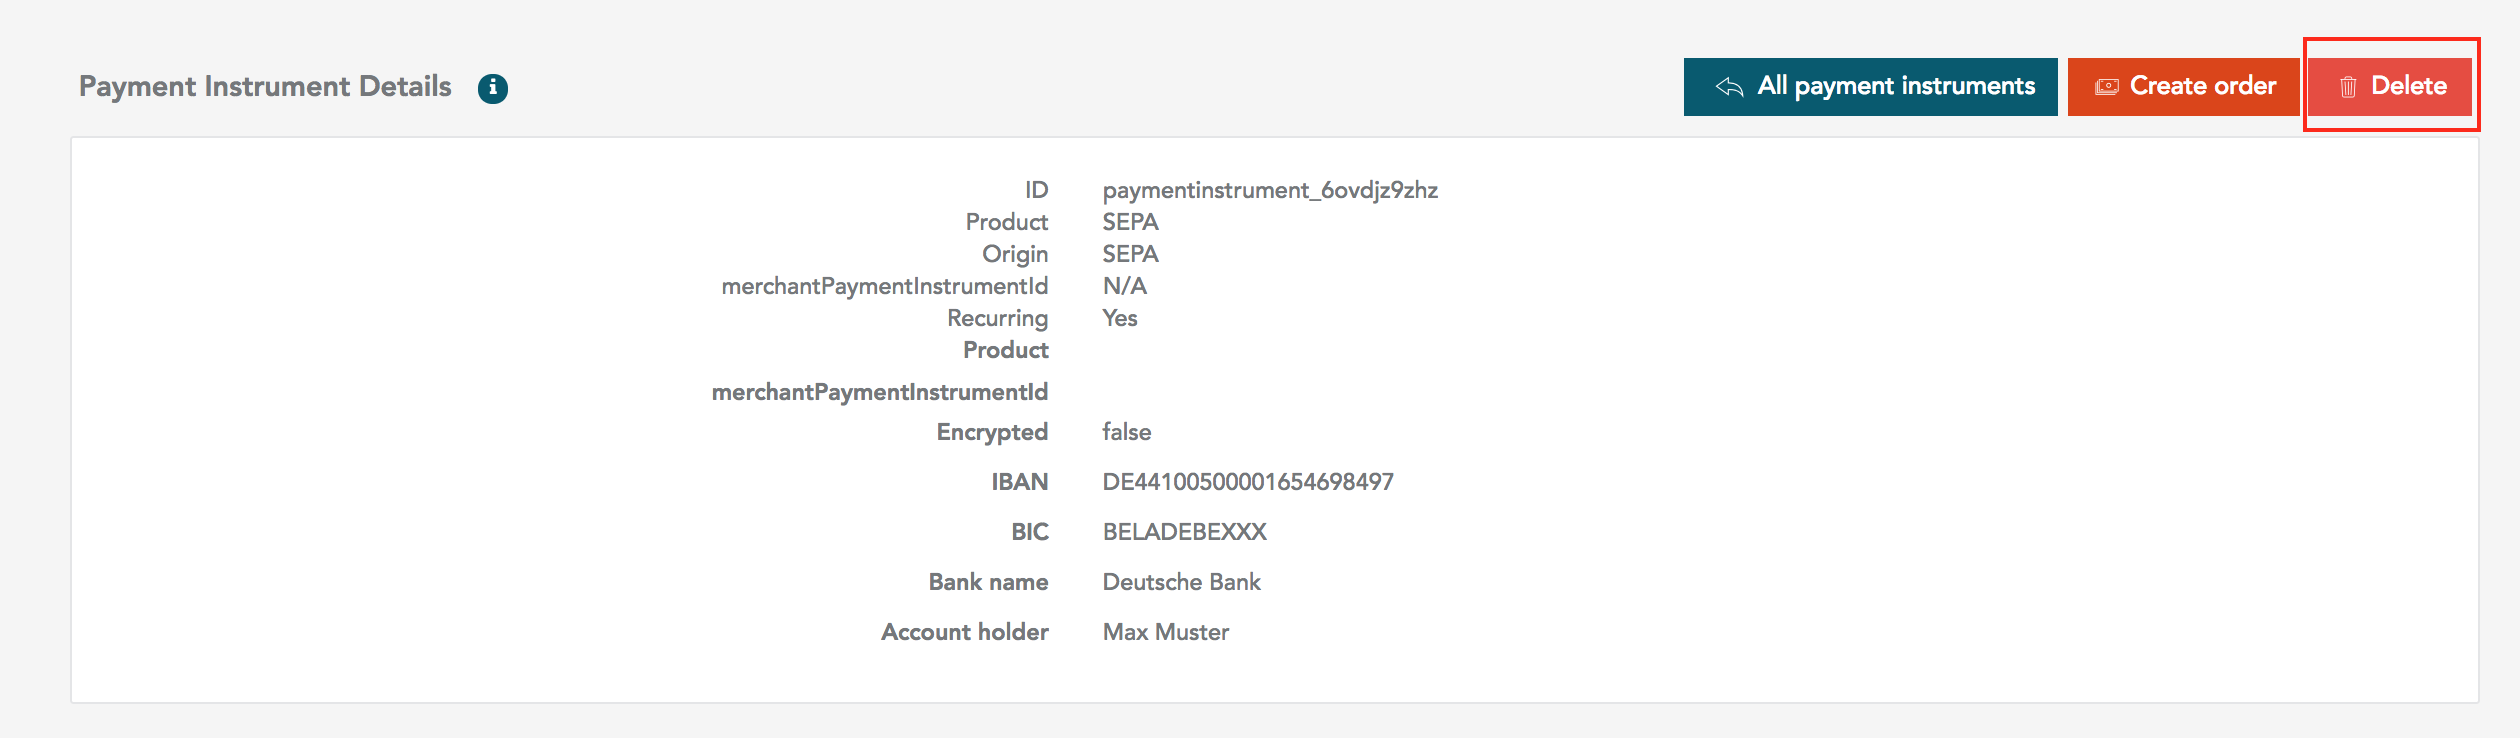 Payment Instrument Details
All payment instruments
Create order
Delete
ID paymentinstrument_6ovdjz9zhz
Product SEPA
Origin SEPA
merchantPaymentInstrumentId N/A
Recurring Yes
Product
merchantPaymentInstrumentId
Encrypted false
IBAN DE44100500001654698497
BIC BELADEBEXXX
Bank name Deutsche Bank
Account holder Max Muster